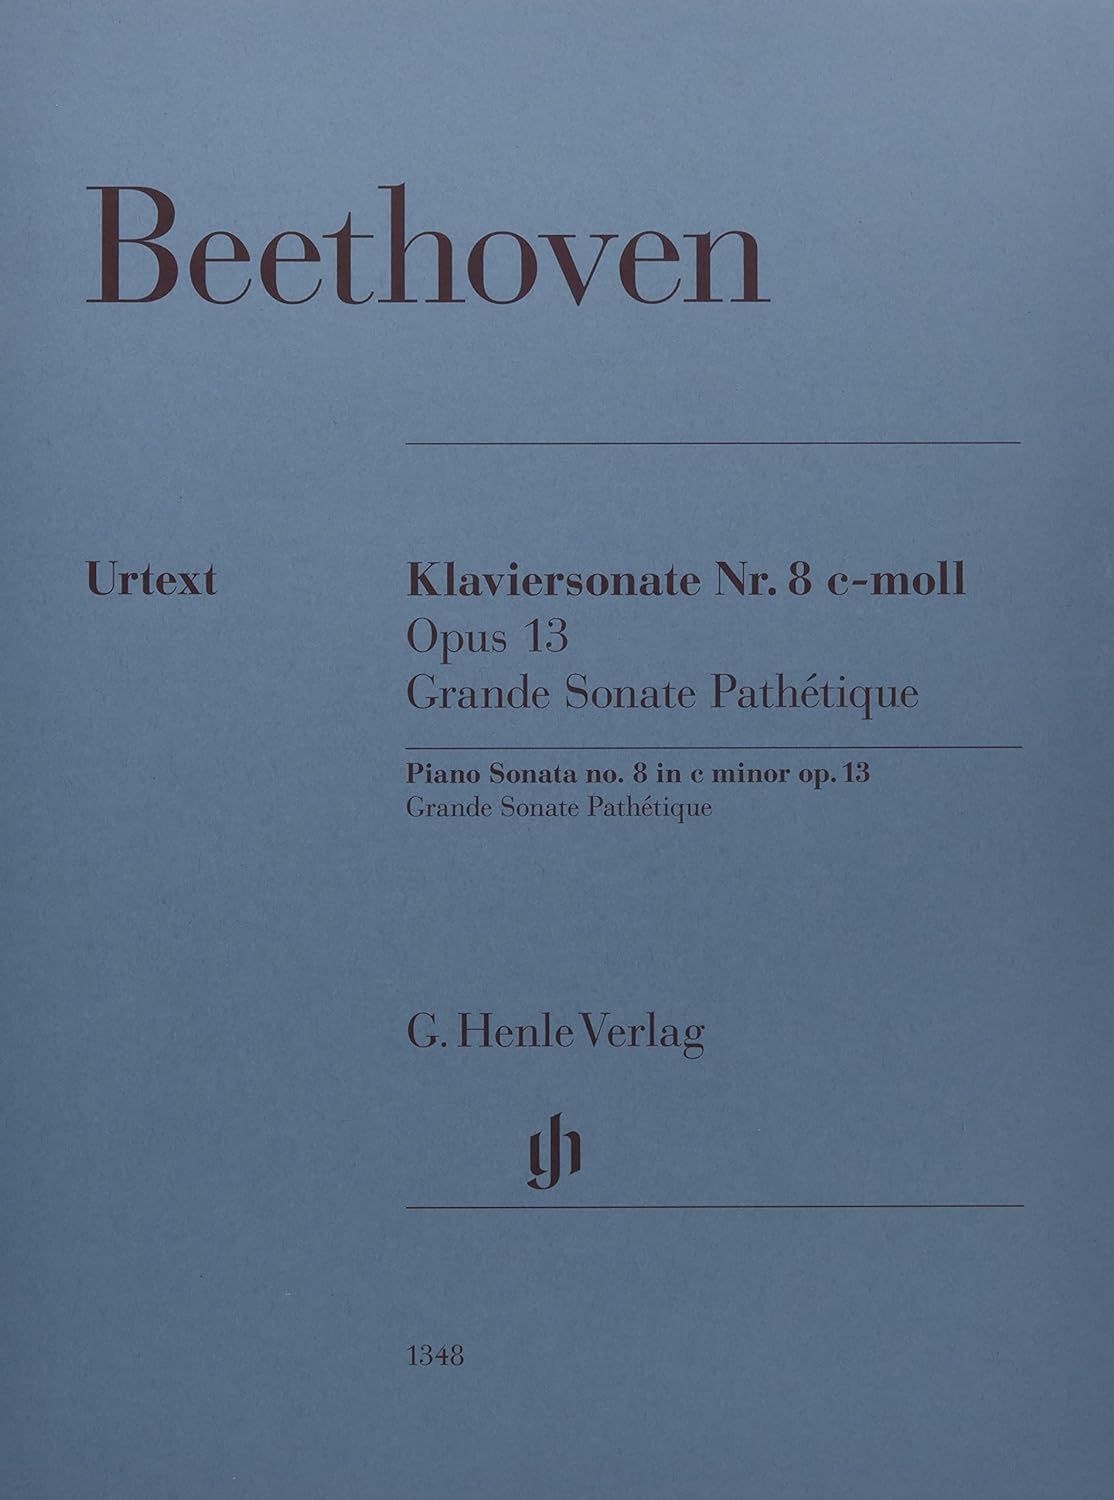 Beethoven
Urtext
Klaviersonate Nr. 8 c-moll
Opus 13
Grande Sonate Pathétique
Piano Sonata no. 8 in c minor op. 13
Grande Sonate Pathétique
G. Henle Verlag
1348